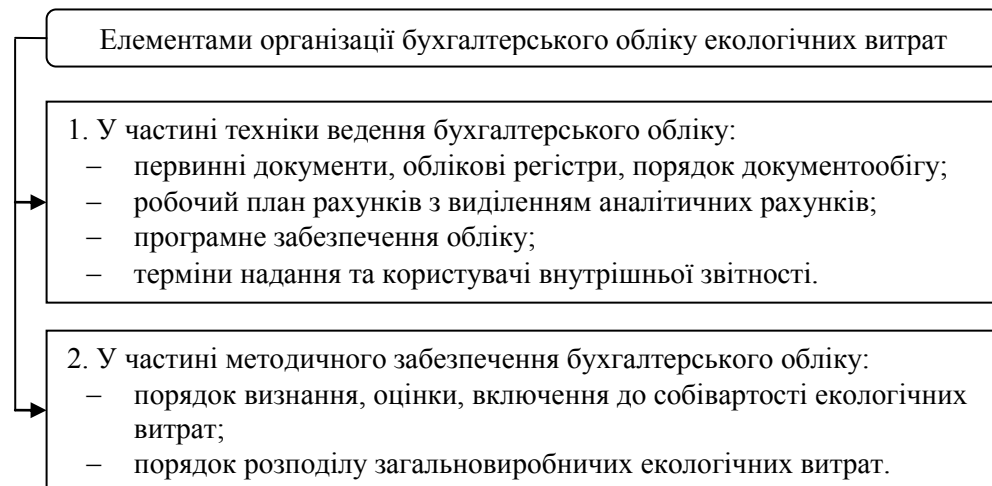 Елементами організації бухгалтерського обліку екологічних витрат
1. У частині техніки ведення бухгалтерського обліку:
– первинні документи, облікові регістри, порядок документообігу;
– робочий план рахунків з виділенням аналітичних рахунків;
– програмне забезпечення обліку;
– терміни надання та користувачі внутрішньої звітності.
2. У частині методичного забезпечення бухгалтерського обліку:
– порядок визнання, оцінки, включення до собівартості екологічних
витрат;
– порядок розподілу загальновиробничих екологічних витрат.